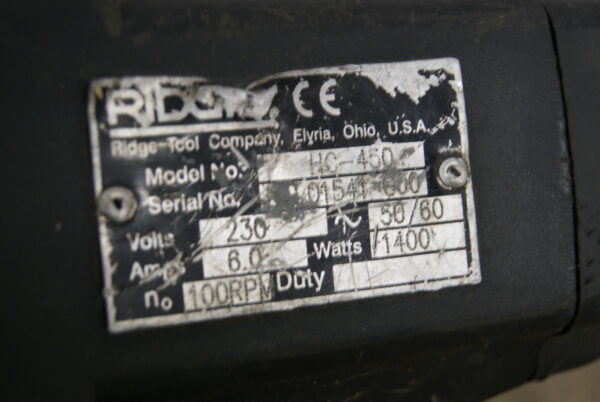 RIDGID CE
Ridge-Tool Company, Elyria, Ohio, U.S.A.
Model No. HC-450
Serial No.
Volts 230 ~ 50/60
Amps 6.0 Watts 1400
no 100RPM Duty